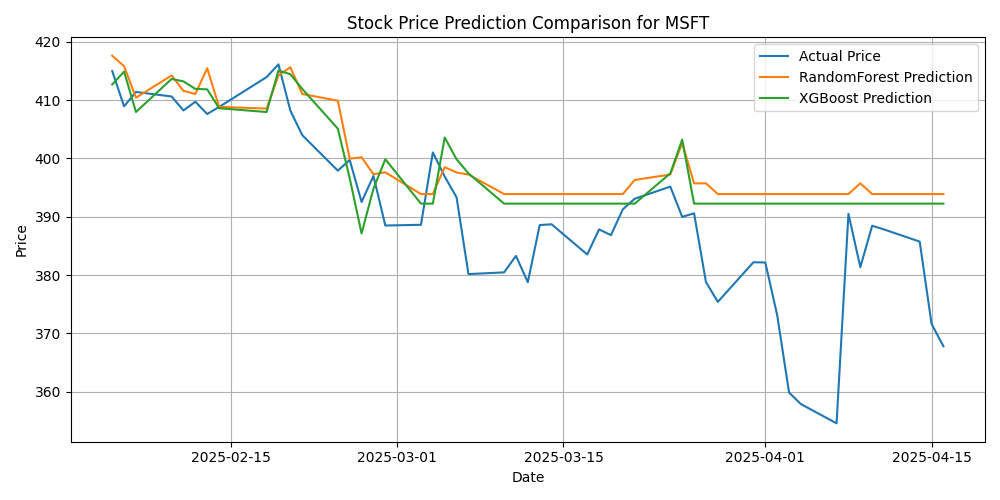 Stock Price Prediction Comparison for MSFT
420
410
400
390
380
370
360
Price
Actual Price
RandomForest Prediction
XGBoost Prediction
2025-02-15
2025-03-01
2025-03-15
2025-04-01
2025-04-15
Date